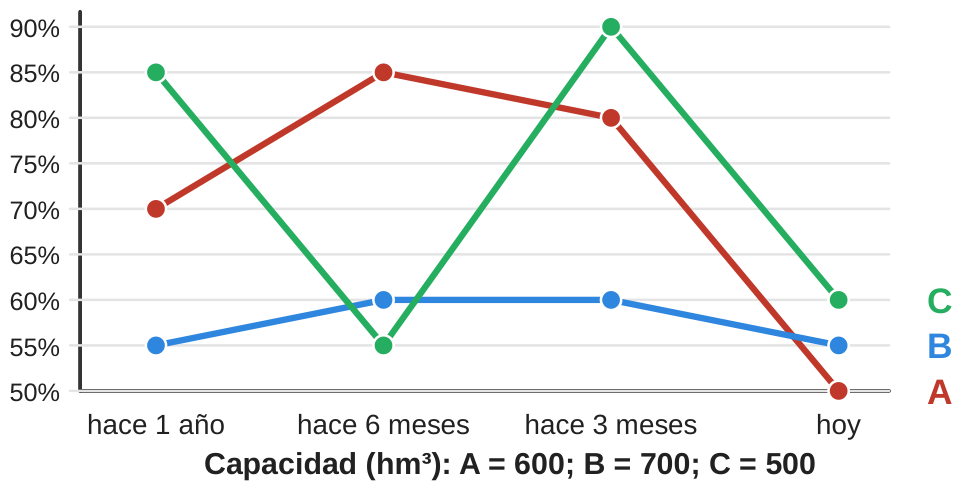 90%
85%
80%
75%
70%
65%
60%
55%
50%
C
B
A
hace 1 año hace 6 meses hace 3 meses hoy
Capacidad (hm³): A = 600; B = 700; C = 500